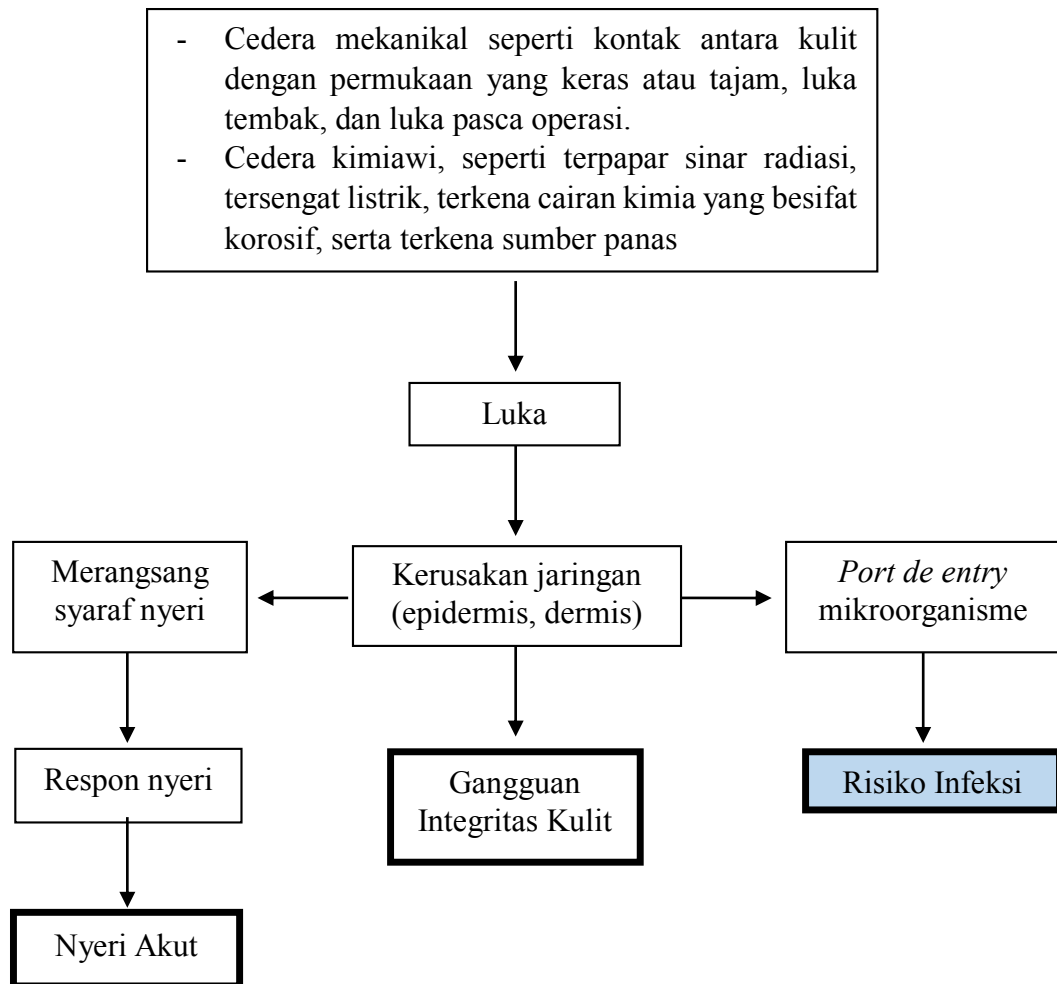 - Cedera mekanikal seperti kontak antara kulit
dengan permukaan yang keras atau tajam, luka
tembak, dan luka pasca operasi.
- Cedera kimiawi, seperti terpapar sinar radiasi,
tersengat listrik, terkena cairan kimia yang besifat
korosif, serta terkena sumber panas
Luka
Merangsang
syaraf nyeri
Kerusakan jaringan
(epidermis, dermis)
Port de entry
mikroorganisme
Respon nyeri
Gangguan
Integritas Kulit
Risiko Infeksi
Nyeri Akut